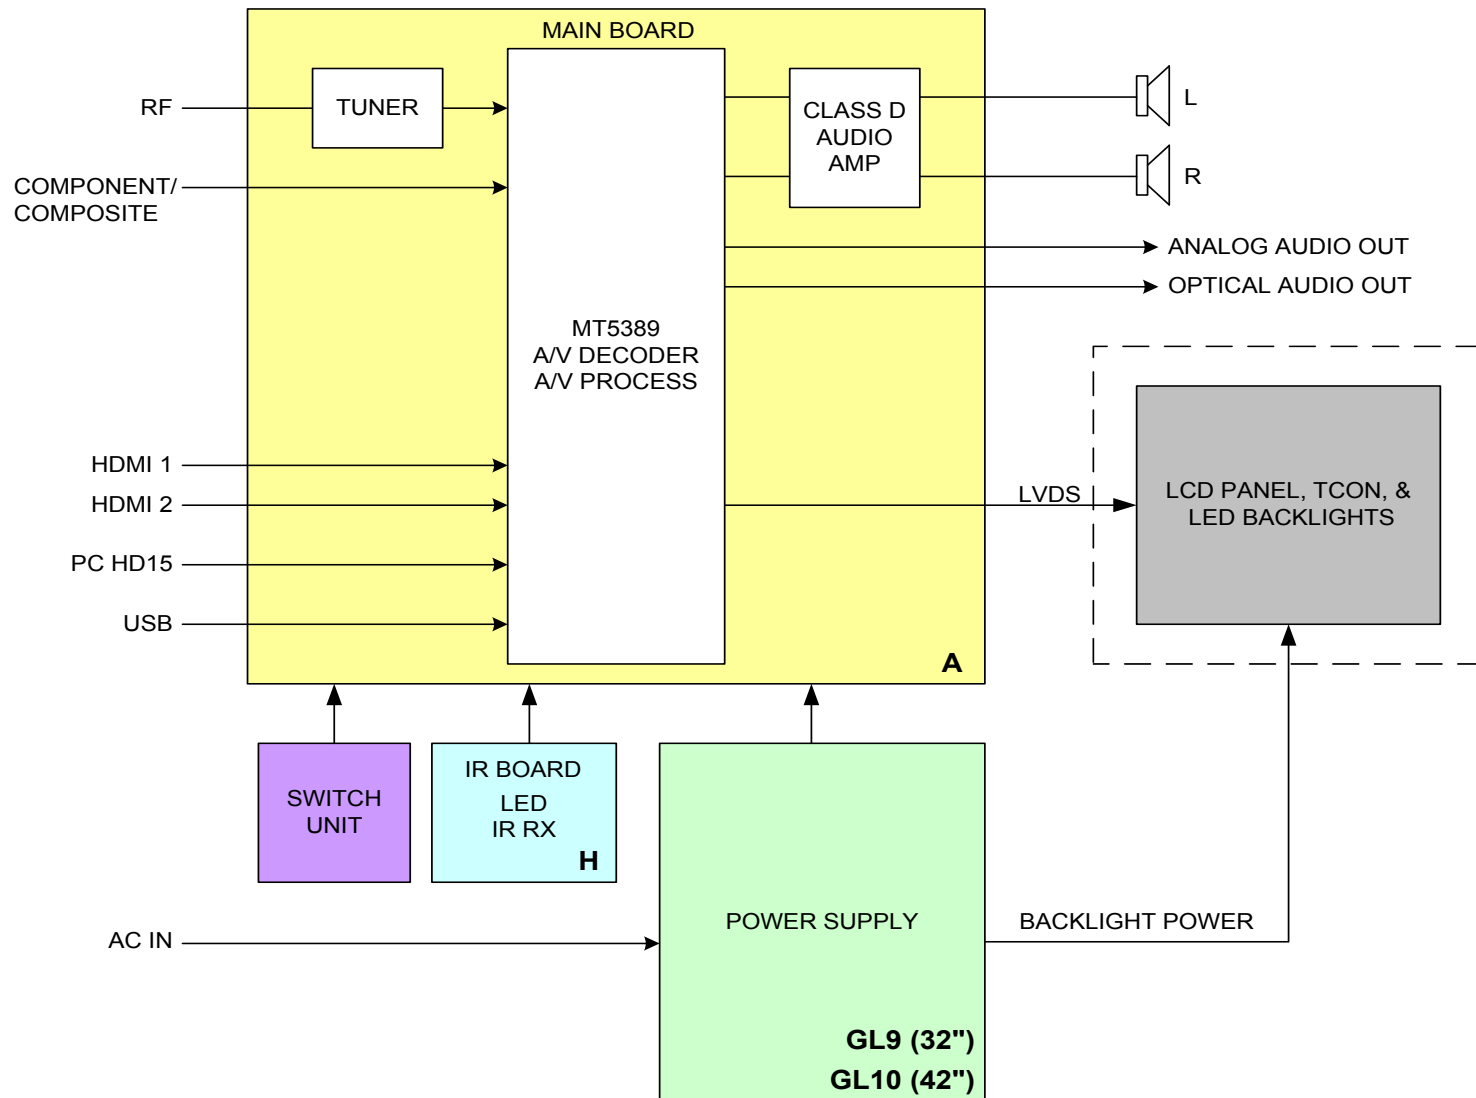 MAIN BOARD
RF
TUNER
CLASS D
AUDIO
AMP
L
R
COMPONENT/
COMPOSITE
ANALOG AUDIO OUT
OPTICAL AUDIO OUT
MT5389
A/V DECODER
A/V PROCESS
HDMI 1
HDMI 2
PC HD15
USB
LVDS
LCD PANEL, TCON, &
LED BACKLIGHTS
A
SWITCH
UNIT
IR BOARD
LED
IR RX
H
AC IN
POWER SUPPLY
BACKLIGHT POWER
GL9 (32")
GL10 (42")